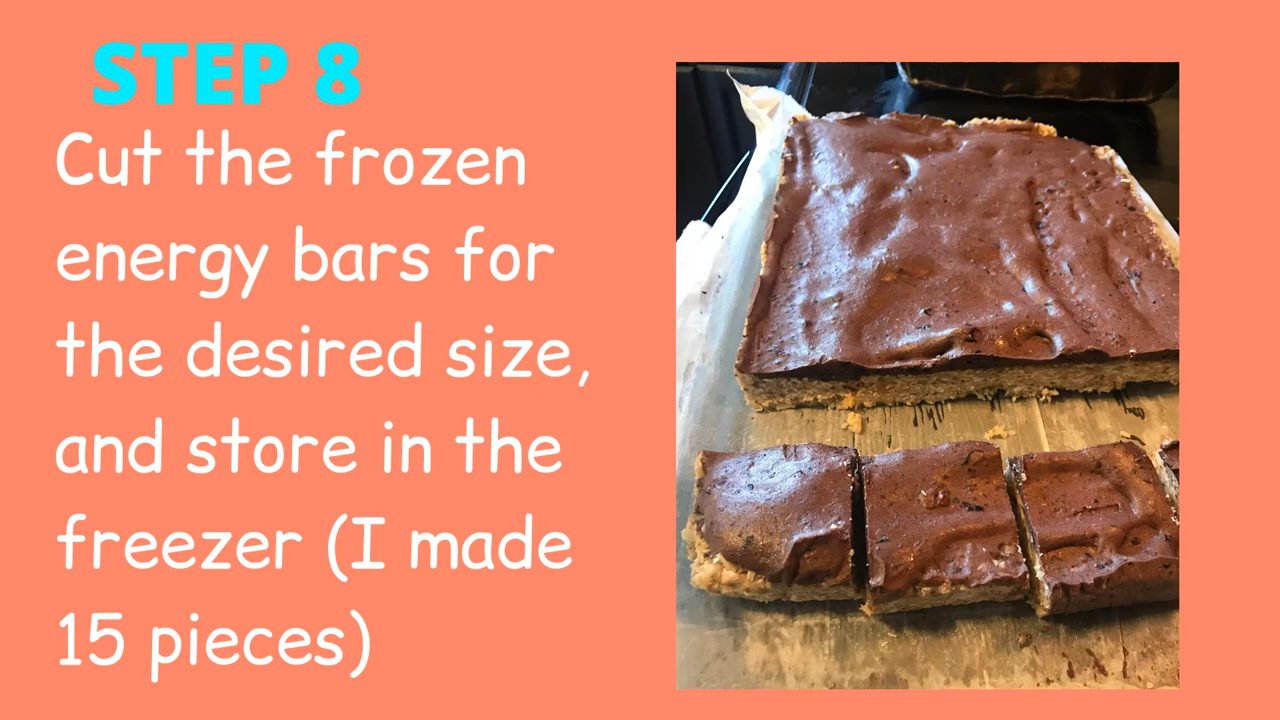 STEP 8
Cut the frozen
energy bars for
the desired size,
and store in the
freezer (I made
15 pieces)